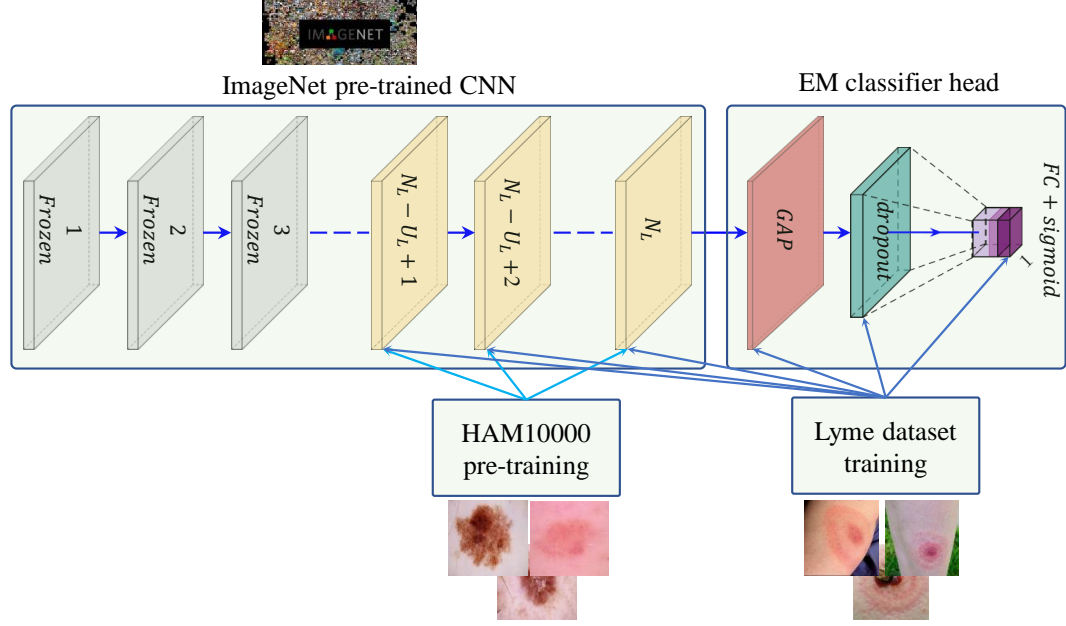 IMAGENET
ImageNet pre-trained CNN
EM classifier head
1
Frozen
2
Frozen
3
Frozen
N_L − U_L + 1
N_L − U_L +2
N_L
GAP
dropout
1
FC + sigmoid
HAM10000
pre-training
Lyme dataset
training